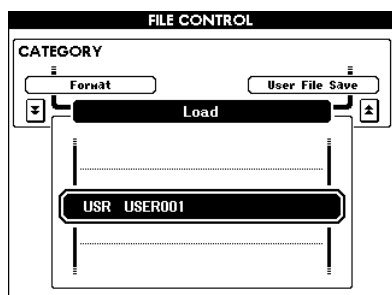 FILE CONTROL
CATEGORY
Format
User File Save
Load
USR USER001